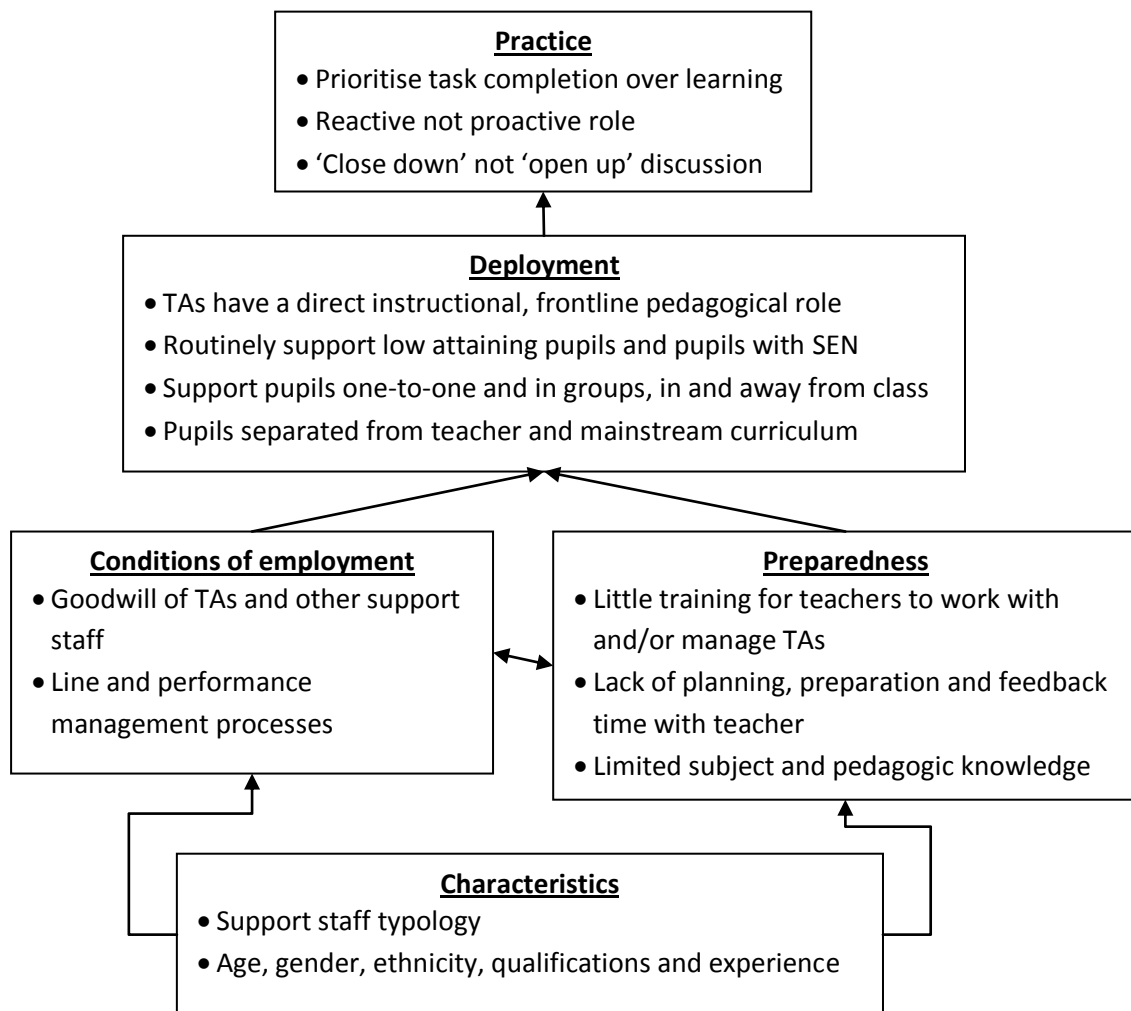 Practice
• Prioritise task completion over learning
• Reactive not proactive role
• ‘Close down’ not ‘open up’ discussion
Deployment
• TAs have a direct instructional, frontline pedagogical role
• Routinely support low attaining pupils and pupils with SEN
• Support pupils one-to-one and in groups, in and away from class
• Pupils separated from teacher and mainstream curriculum
Conditions of employment
• Goodwill of TAs and other support
staff
• Line and performance
management processes
Preparedness
• Little training for teachers to work with
and/or manage TAs
• Lack of planning, preparation and feedback
time with teacher
• Limited subject and pedagogic knowledge
Characteristics
• Support staff typology
• Age, gender, ethnicity, qualifications and experience